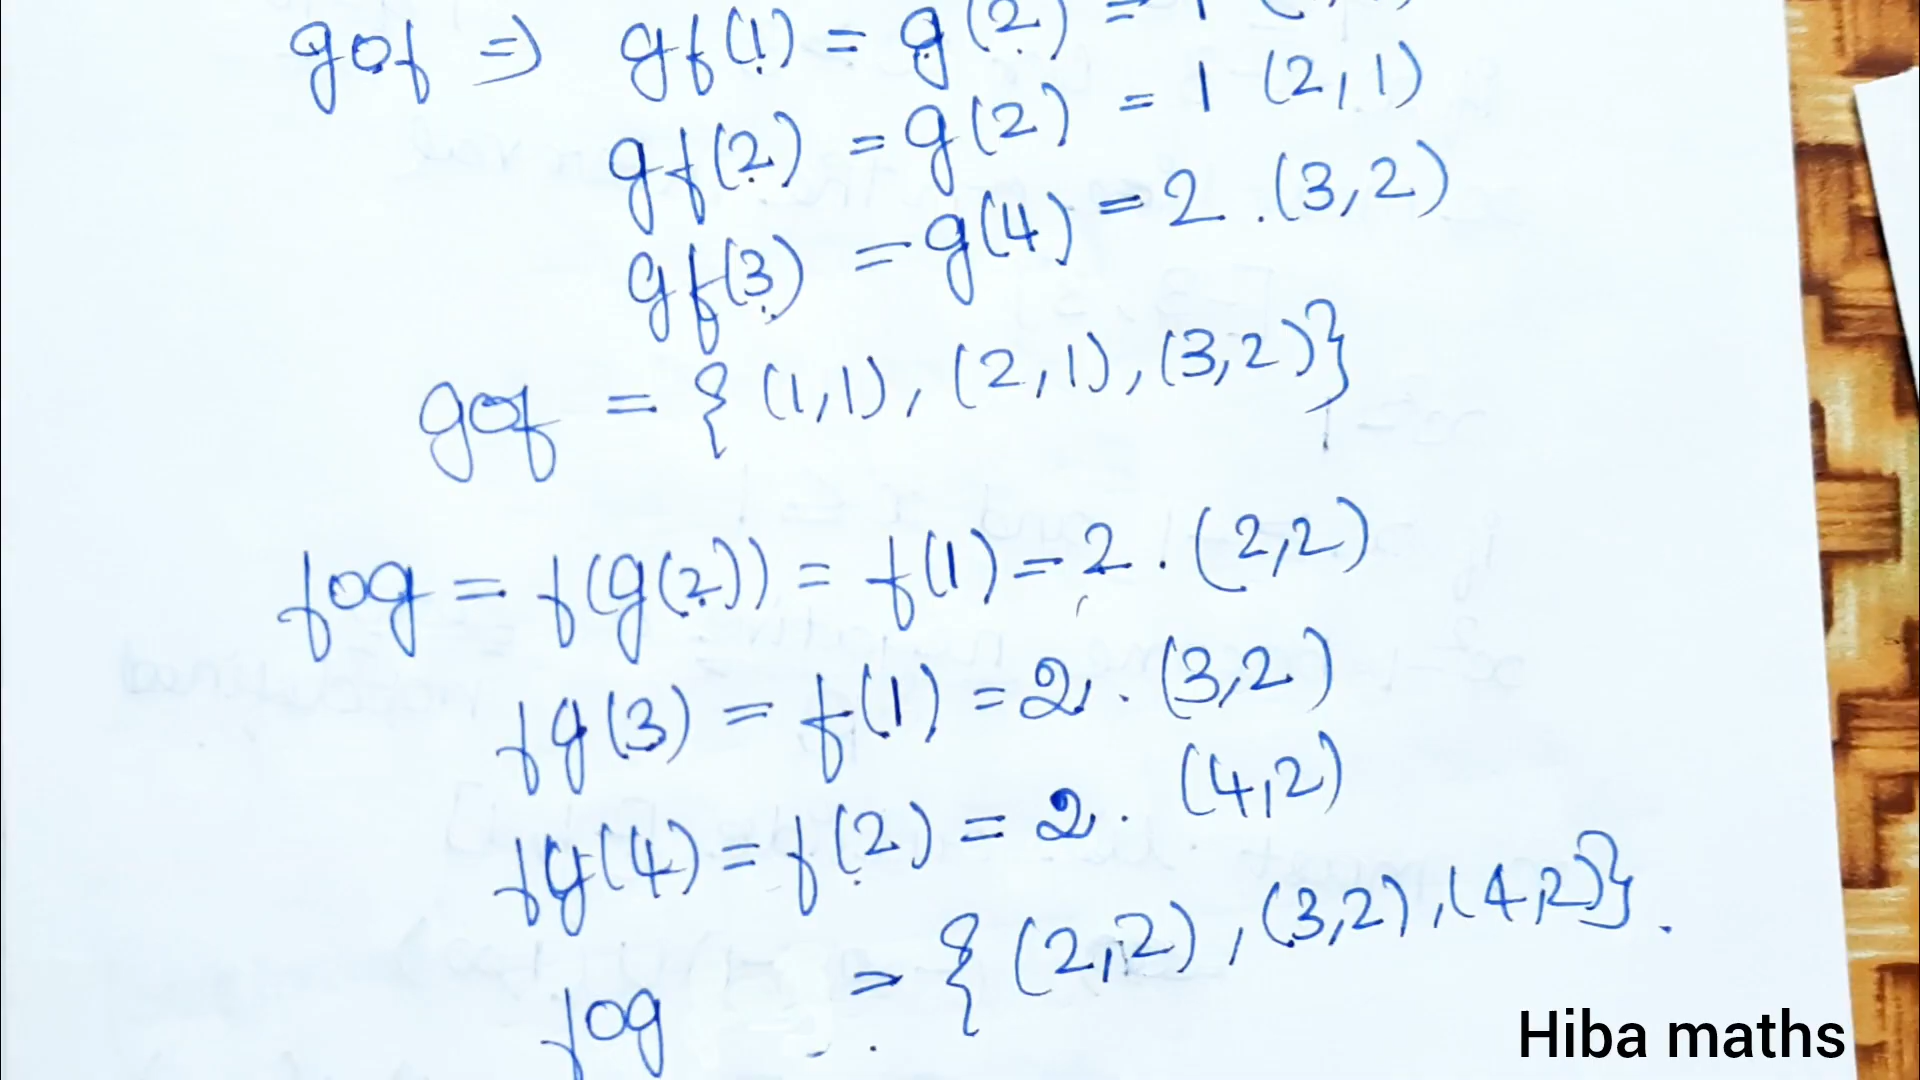 gof ⇒ gf(1) = g(2) = 1
gf(2) = g(2) = 1 (2,1)
gf(3) = g(4) = 2 . (3,2)
gof = { (1,1), (2,1), (3,2)}
fog = f(g(2)) = f(1) = 2 . (2,2)
fg(3) = f(1) = 2 . (3,2)
fg(4) = f(2) = 2 . (4,2)
fog = { (2,2), (3,2), (4,2)}.
Hiba maths